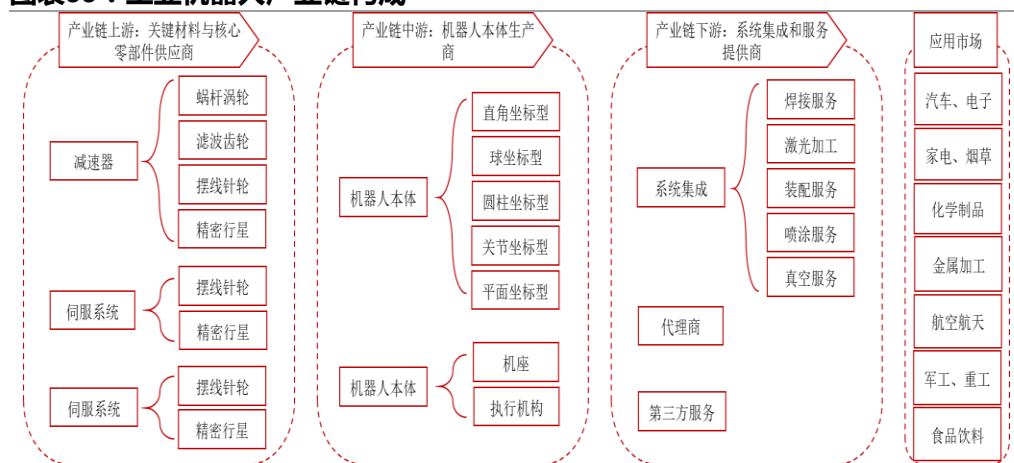 产业链上游：关键材料与核心
零部件供应商
减速器
蜗杆涡轮
滤波齿轮
摆线针轮
精密行星
伺服系统
摆线针轮
精密行星
伺服系统
摆线针轮
精密行星
产业链中游：机器人本体生产
商
机器人本体
直角坐标型
球坐标型
圆柱坐标型
关节坐标型
平面坐标型
机器人本体
机座
执行机构
产业链下游：系统集成和服务
提供商
系统集成
焊接服务
激光加工
装配服务
喷涂服务
真空服务
代理商
第三方服务
应用市场
汽车、电子
家电、烟草
化学制品
金属加工
航空航天
军工、重工
食品饮料